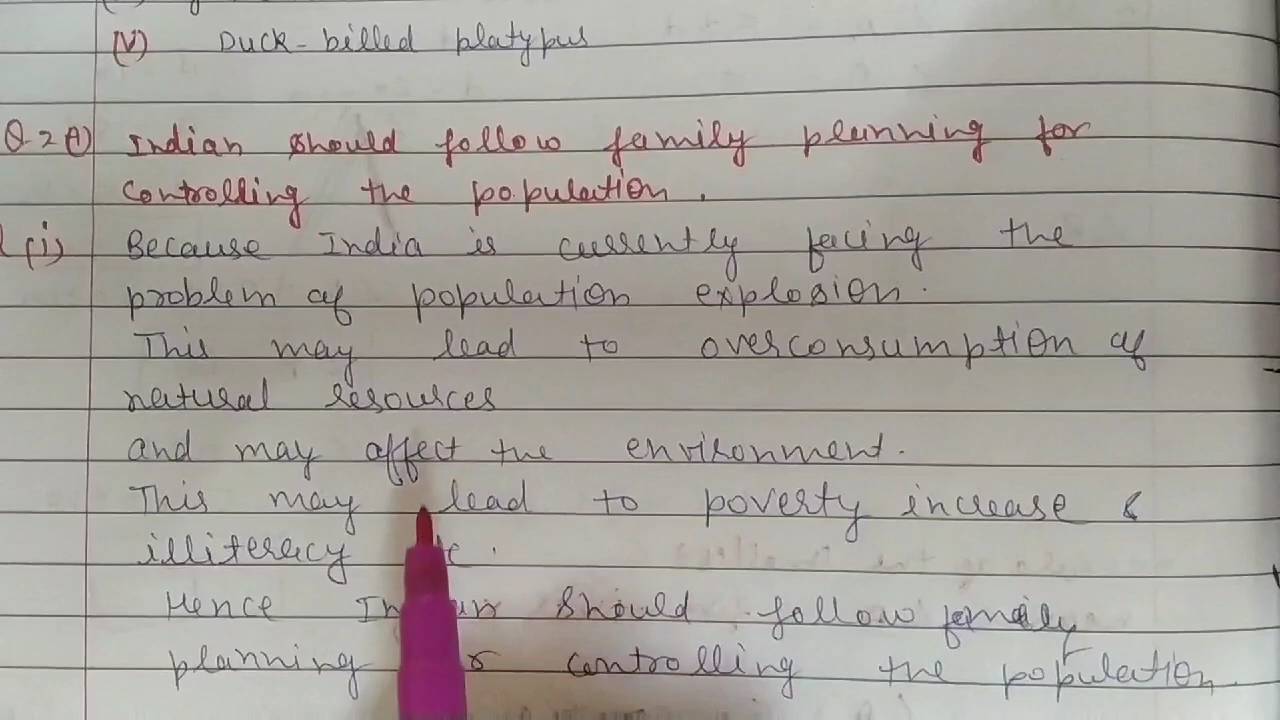 (V) Duck-billed platypus
Q-2 A) Indian should follow family planning for
controlling the population.
(i) Because India is currently facing the
problem of population explosion.
This may lead to overconsumption of
natural resources
and may affect the environment.
This may lead to poverty increase &
illiteracy
Hence should follow family
planning controlling the population.